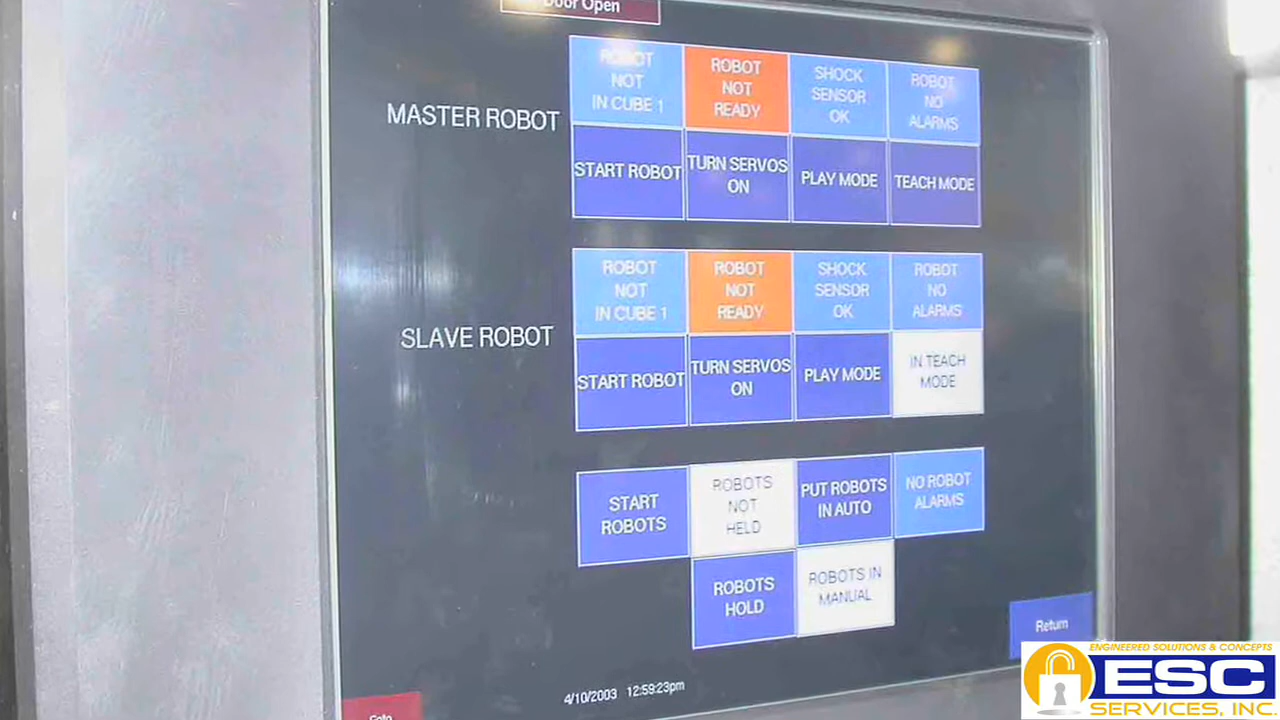 Door Open
MASTER ROBOT
ROBOT
NOT
IN CUBE 1
ROBOT
NOT
READY
SHOCK
SENSOR
OK
ROBOT
NO
ALARMS
START ROBOT
TURN SERVOS
ON
PLAY MODE
TEACH MODE
SLAVE ROBOT
ROBOT
NOT
IN CUBE 1
ROBOT
NOT
READY
SHOCK
SENSOR
OK
ROBOT
NO
ALARMS
START ROBOT
TURN SERVOS
ON
PLAY MODE
IN TEACH
MODE
START
ROBOTS
ROBOTS
NOT
HELD
PUT ROBOTS
IN AUTO
NO ROBOT
ALARMS
ROBOTS
HOLD
ROBOTS IN
MANUAL
Return
4/10/2003 12:59:23pm
ENGINEERED SOLUTIONS & CONCEPTS
ESC
SERVICES, INC.